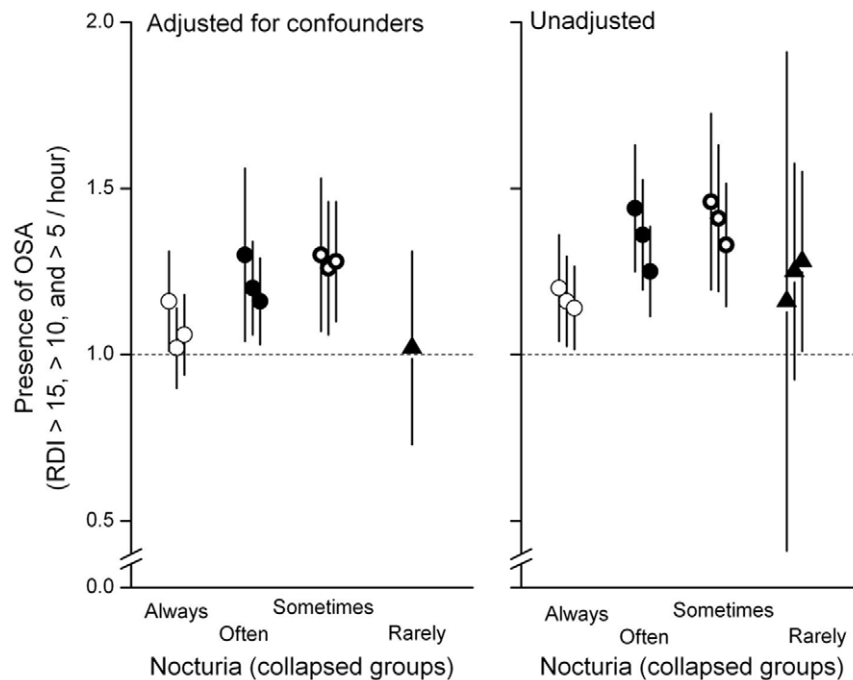 Presence of OSA
(RDI > 15, > 10, and > 5 / hour)
2.0
1.5
1.0
0.5
0.0
Adjusted for confounders
Always
Often
Sometimes
Rarely
Nocturia (collapsed groups)
Unadjusted
Always
Often
Sometimes
Rarely
Nocturia (collapsed groups)